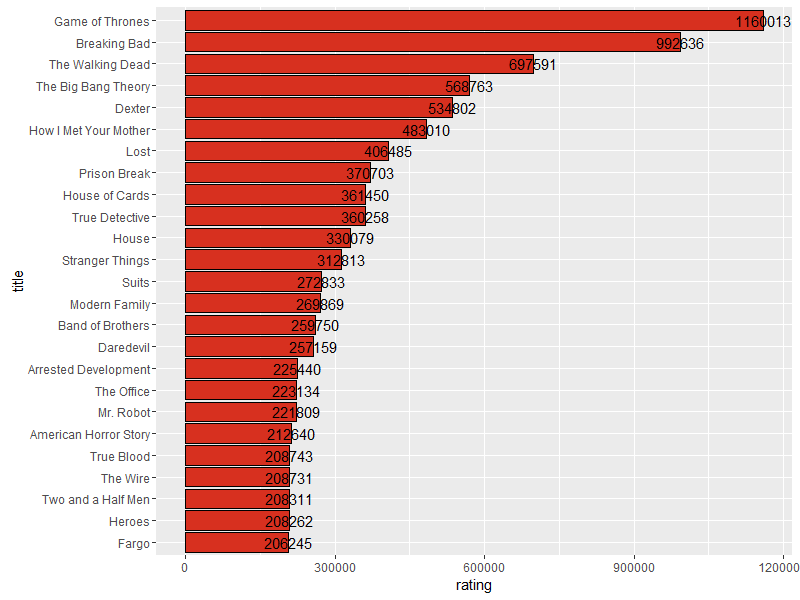 Game of Thrones 1160013
Breaking Bad 992636
The Walking Dead 697591
The Big Bang Theory 568763
Dexter 534802
How I Met Your Mother 483010
Lost 406485
Prison Break 370703
House of Cards 361450
True Detective 360258
House 330079
Stranger Things 312813
Suits 272833
Modern Family 269869
Band of Brothers 259750
Daredevil 257159
Arrested Development 225440
The Office 223134
Mr. Robot 221809
American Horror Story 212640
True Blood 208743
The Wire 208731
Two and a Half Men 208311
Heroes 208262
Fargo 206245
title
0 300000 600000 900000 120000
rating